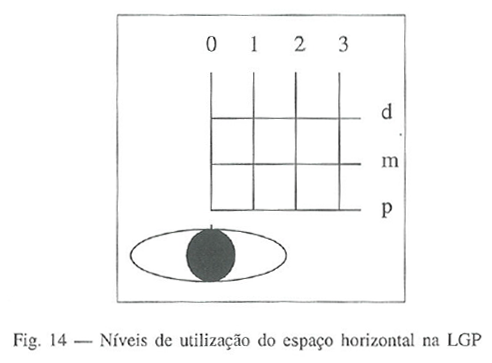 0 1 2 3
d
m
p
Fig. 14 — Níveis de utilização do espaço horizontal na LGP